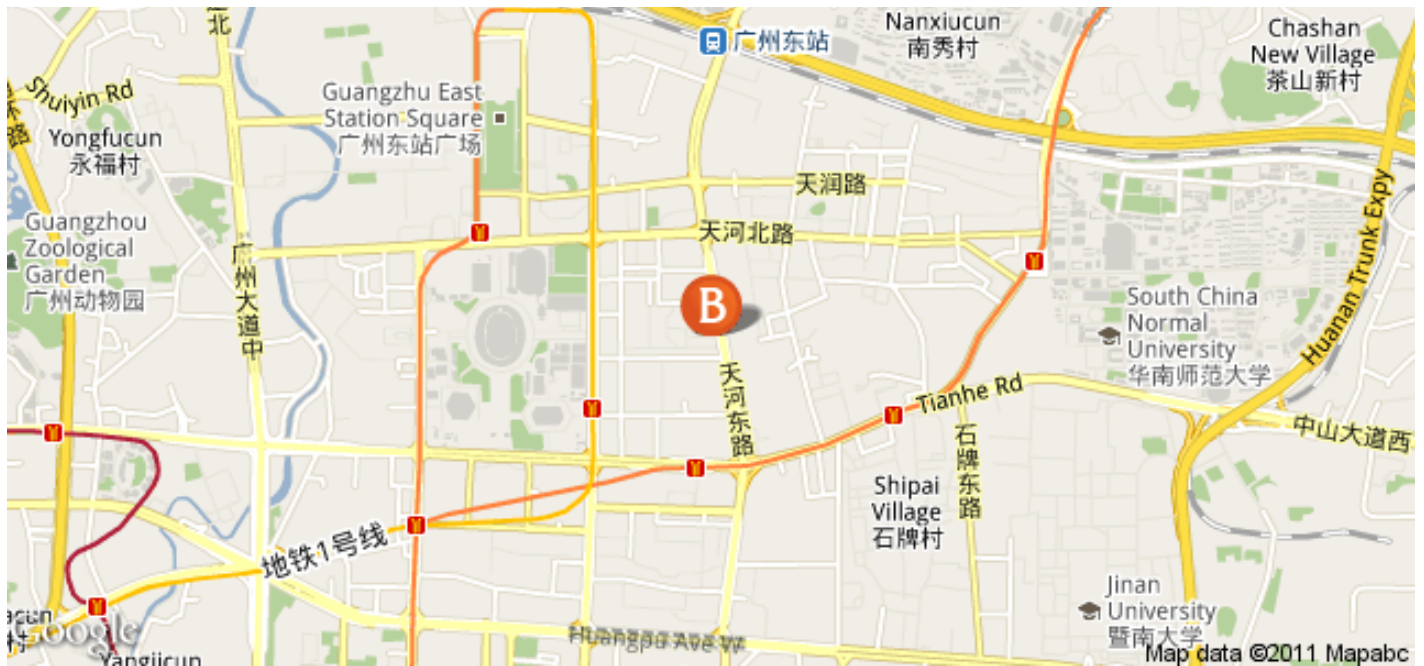 北
广州东站
Nanxiucun
南秀村
Chashan
New Village
茶山新村
Shuiyin Rd
Guangzhu East
Station Square
广州东站广场
Yongfucun
永福村
天润路
Huanan Trunk Expy
Guangzhou
Zoological
Garden
广州动物园
广州大道中
天河北路
B
South China
Normal
University
华南师范大学
天河东路
Tianhe Rd
中山大道西
石牌东路
Shipai
Village
石牌村
地铁1号线
Jinan
University
暨南大学
村
Google
Huangpu Ave W
Yangjicun
Map data ©2011 Mapabc